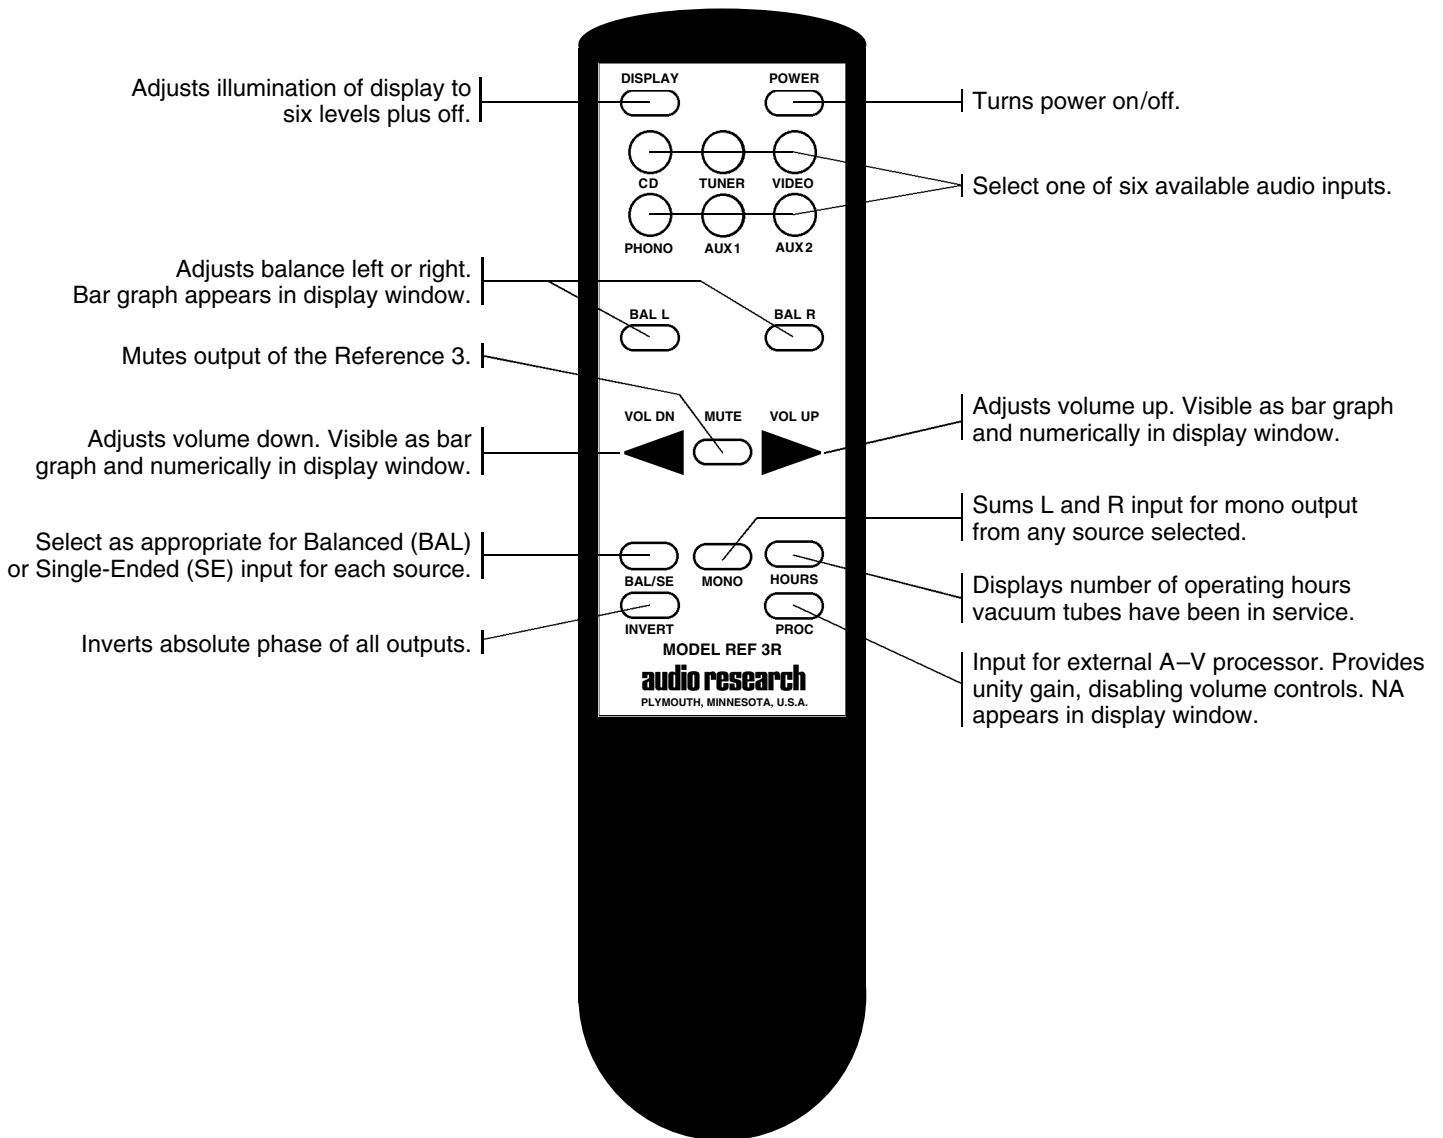 DISPLAY
POWER
Adjusts illumination of display to
six levels plus off.
Turns power on/off.
CD
TUNER
VIDEO
Select one of six available audio inputs.
PHONO
AUX1
AUX2
Adjusts balance left or right.
Bar graph appears in display window.
BAL L
BAL R
Mutes output of the Reference 3.
VOL DN
MUTE
VOL UP
Adjusts volume up. Visible as bar graph
and numerically in display window.
Adjusts volume down. Visible as bar
graph and numerically in display window.
Sums L and R input for mono output
from any source selected.
Select as appropriate for Balanced (BAL)
or Single-Ended (SE) input for each source.
BAL/SE
MONO
HOURS
Displays number of operating hours
vacuum tubes have been in service.
INVERT
PROC
Inverts absolute phase of all outputs.
MODEL REF 3R
audio research
PLYMOUTH, MINNESOTA, U.S.A.
Input for external A–V processor. Provides
unity gain, disabling volume controls. NA
appears in display window.